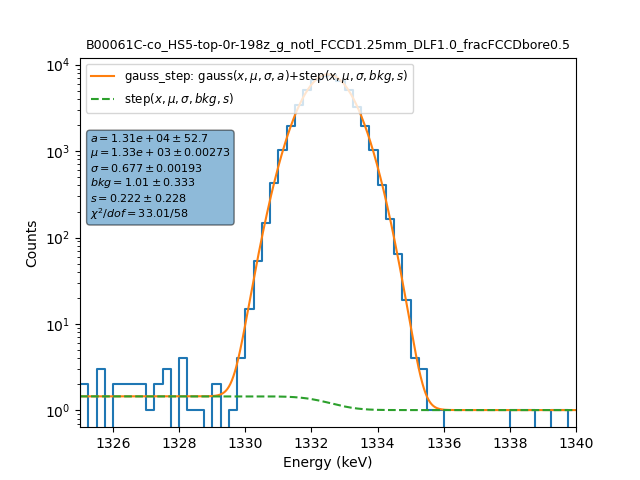 B00061C-co_HS5-top-0r-198z_g_notl_FCCD1.25mm_DLF1.0_fracFCCDbore0.5
gauss_step: gauss(x, μ, σ, a)+step(x, μ, σ, bkg, s)
step(x, μ, σ, bkg, s)
a = 1.31e + 04 ± 52.7
μ = 1.33e + 03 ± 0.00273
σ = 0.677 ± 0.00193
bkg = 1.01 ± 0.333
s = 0.222 ± 0.228
χ²/dof = 33.01/58
10⁴
10³
10²
10¹
10⁰
Counts
1326 1328 1330 1332 1334 1336 1338 1340
Energy (keV)